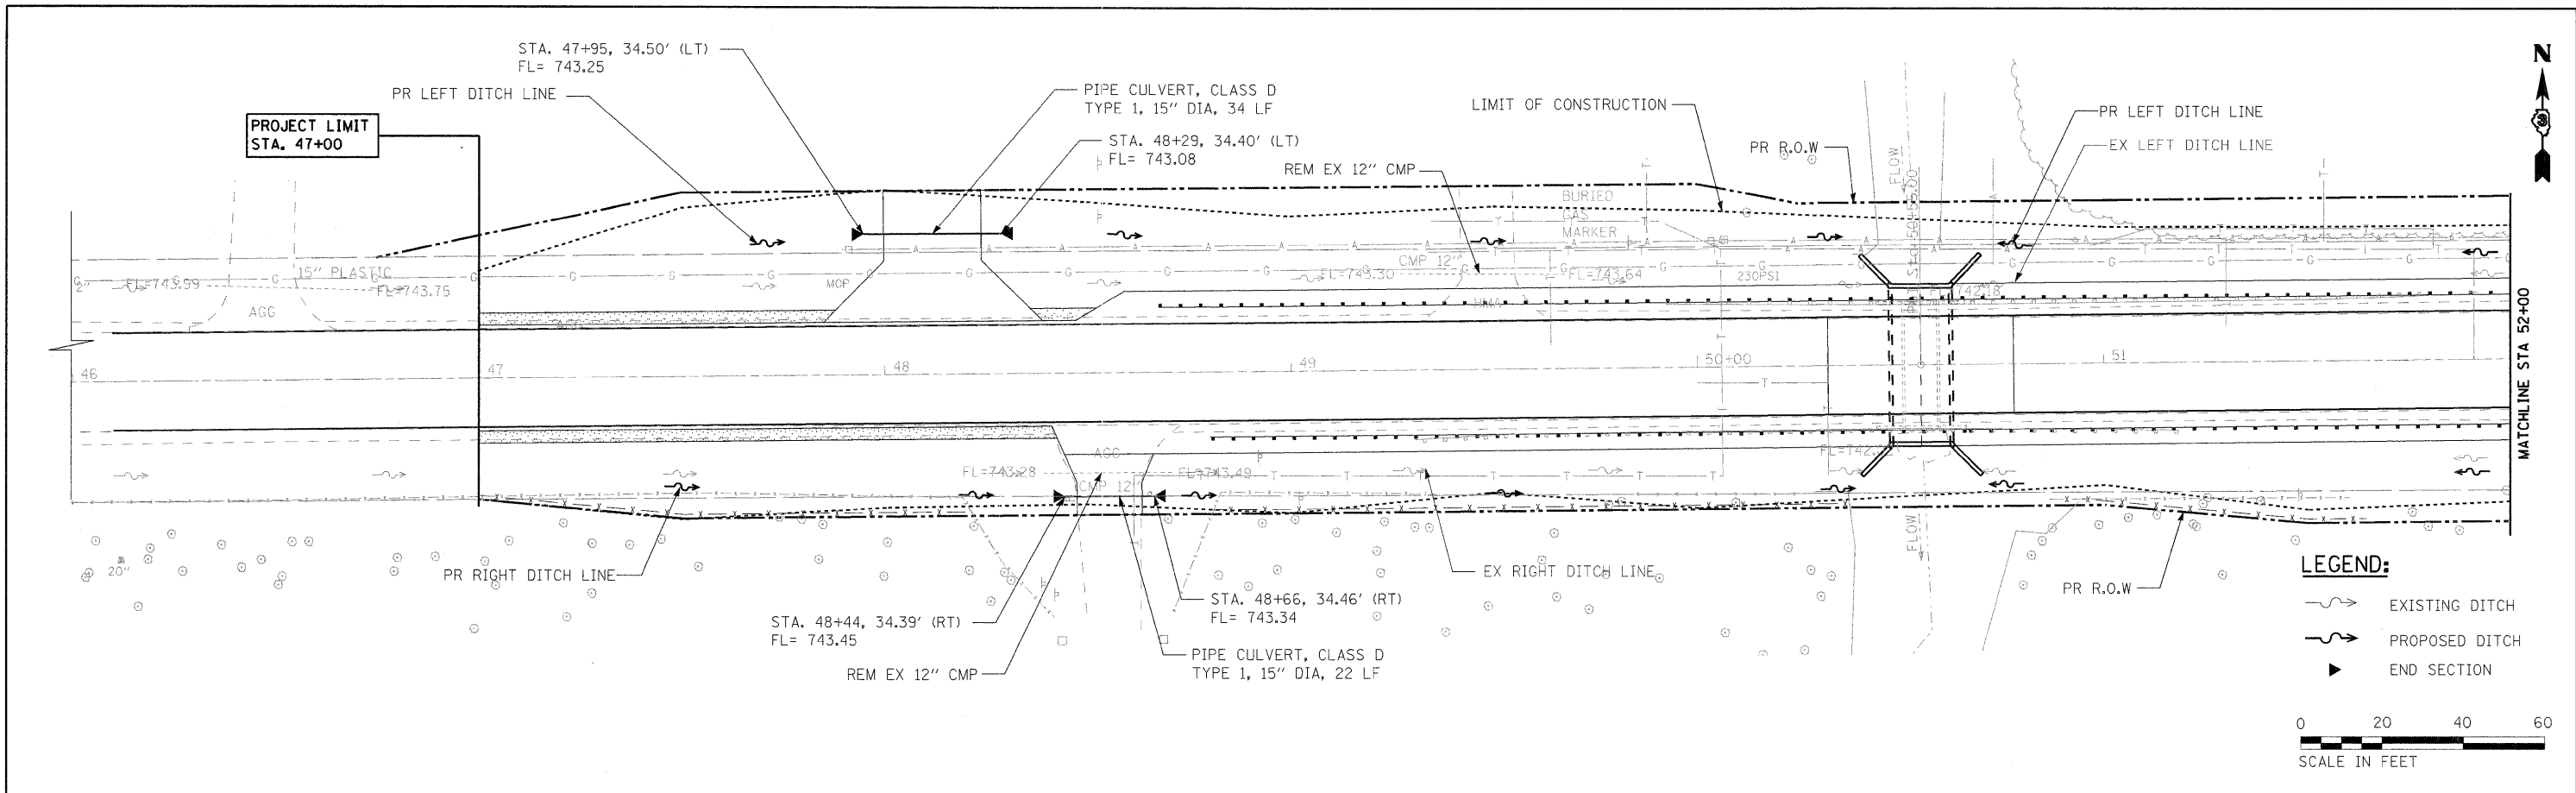 STA. 47+95, 34.50' (LT)
FL= 743.25
PR LEFT DITCH LINE
PROJECT LIMIT
STA. 47+00
PIPE CULVERT, CLASS D
TYPE 1, 15" DIA, 34 LF
STA. 48+29, 34.40' (LT)
FL= 743.08
REM EX 12" CMP
LIMIT OF CONSTRUCTION
PR R.O.W
FLOW
PR LEFT DITCH LINE
EX LEFT DITCH LINE
N
3
BURIED
GAS
MARKER
15" PLASTIC
FL=743.99
FL=743.75
AGG
MOP
CMP 12"
FL=743.30
FL=743.64
230PSI
HMA
742.18
46
47
48
49
50+00
51
MATCHLINE STA 52+00
AGG
FL=743.28
FL=743.49
CMP 12"
FL=742.
FLOW
20"
PR RIGHT DITCH LINE
STA. 48+44, 34.39' (RT)
FL= 743.45
REM EX 12" CMP
STA. 48+66, 34.46' (RT)
FL= 743.34
PIPE CULVERT, CLASS D
TYPE 1, 15" DIA, 22 LF
EX RIGHT DITCH LINE
PR R.O.W
LEGEND:
EXISTING DITCH
PROPOSED DITCH
END SECTION
0 20 40 60
SCALE IN FEET